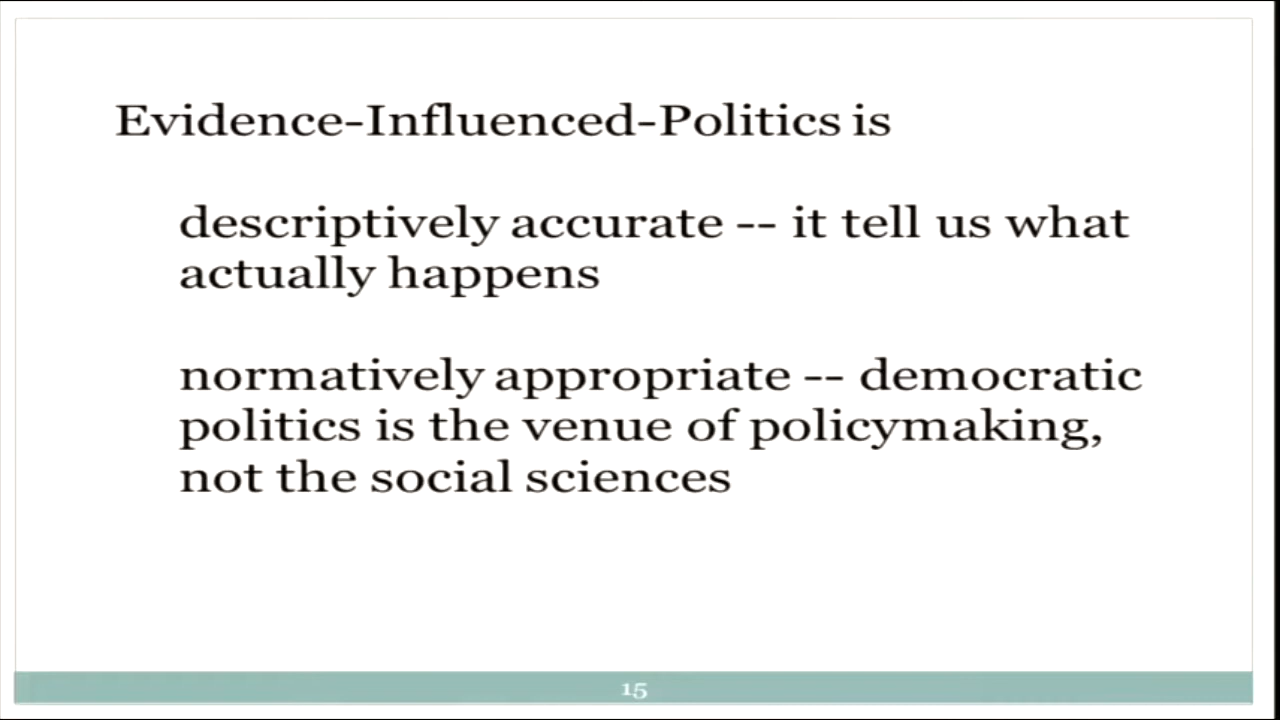 Evidence-Influenced-Politics is
descriptively accurate -- it tell us what
actually happens
normatively appropriate -- democratic
politics is the venue of policymaking,
not the social sciences
15